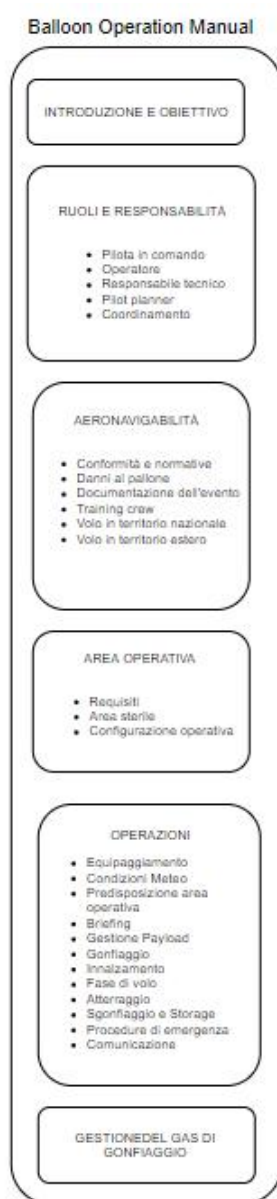 Balloon Operation Manual
INTRODUZIONE E OBIETTIVO
RUOLI E RESPONSABILITÀ
• Pilota in comando
• Operatore
• Responsabile tecnico
• Pilot planner
• Coordinamento
AERONAVIGABILITÀ
• Conformità e normative
• Danni al pallone
• Documentazione dell'evento
• Training crew
• Volo in territorio nazionale
• Volo in territorio estero
AREA OPERATIVA
• Requisiti
• Area sterile
• Configurazione operativa
OPERAZIONI
• Equipaggiamento
• Condizioni Meteo
• Predisposizione area
operativa
• Briefing
• Gestione Payload
• Gonfiaggio
• Innalzamento
• Fase di volo
• Atterraggio
• Sgonfiaggio e Storage
• Procedure di emergenza
• Comunicazione
GESTIONEDEL GAS DI
GONFIAGGIO